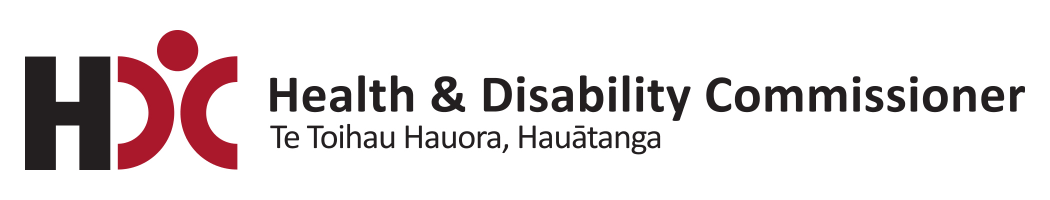 HDC
Health & Disability Commissioner
Te Toihau Hauora, Hauātanga